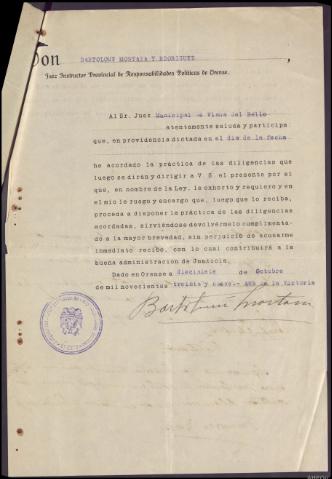 Don BARTOLOME MONTAÑA Y RODRIGUEZ,
Juez Instructor Provincial de Responsabilidades Políticas de Orense.
Al Sr. Juez Municipal de Viana del Bollo
atentamente saluda y participa
que, en providencia dictada en el dia de la fecha
he acordado la práctica de las diligencias que
luego se dirán y dirigir a V. S. el presente por el
que, en nombre de la Ley, le exhorto y requiero y en
el mio le ruego y encargo que, luego que lo reciba,
proceda a disponer la práctica de las diligencias
acordadas, sirviéndose devolvérmelo cumplimenta-
do a la mayor brevedad, sin perjuicio de acusarme
inmediato recibo, con lo cual contribuirá a la
buena administración de Justicia.
Dado en Orense a diecisiete de Octubre
de mil novecientos treinta y nueve.- AÑO de la Victoria
Bartolomé Montaña